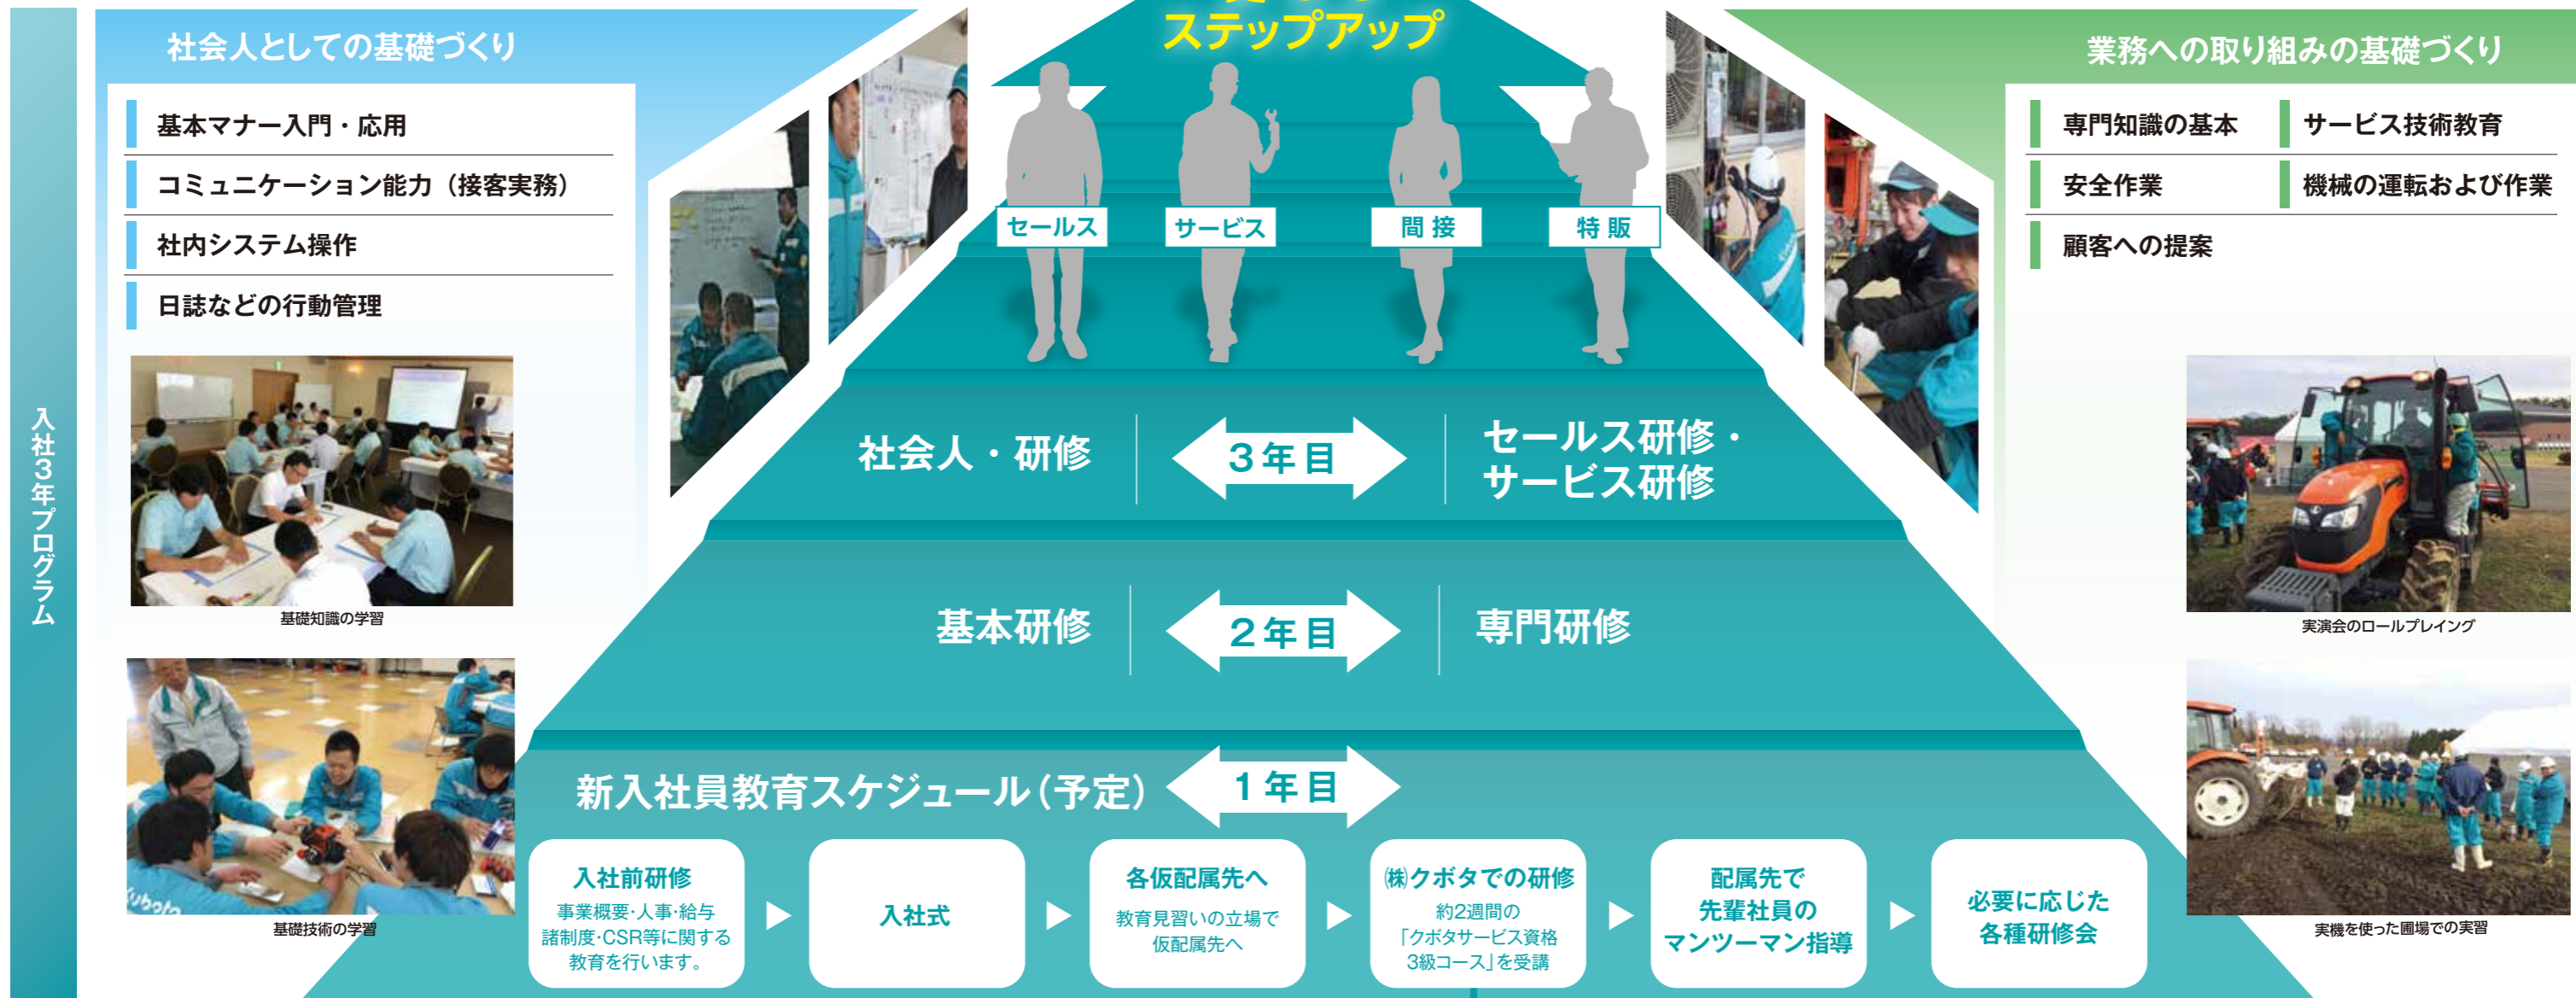 入社３年プログラム
社会人としての基礎づくり
基本マナー入門・応用
コミュニケーション能力（接客実務）
社内システム操作
日誌などの行動管理
基礎知識の学習
基礎技術の学習
Kubota
ステップアップ
セールス
サービス
間接
特販
社会人・研修
3年目
セールス研修・
サービス研修
基本研修
2年目
専門研修
新入社員教育スケジュール（予定）
1年目
入社前研修
事業概要・人事・給与
諸制度・CSR等に関する
教育を行います。
入社式
各仮配属先へ
教育見習いの立場で
仮配属先へ
㈱クボタでの研修
約2週間の
「クボタサービス資格
3級コース」を受講
配属先で
先輩社員の
マンツーマン指導
必要に応じた
各種研修会
業務への取り組みの基礎づくり
専門知識の基本
サービス技術教育
安全作業
機械の運転および作業
顧客への提案
実演会のロールプレイング
実機を使った圃場での実習